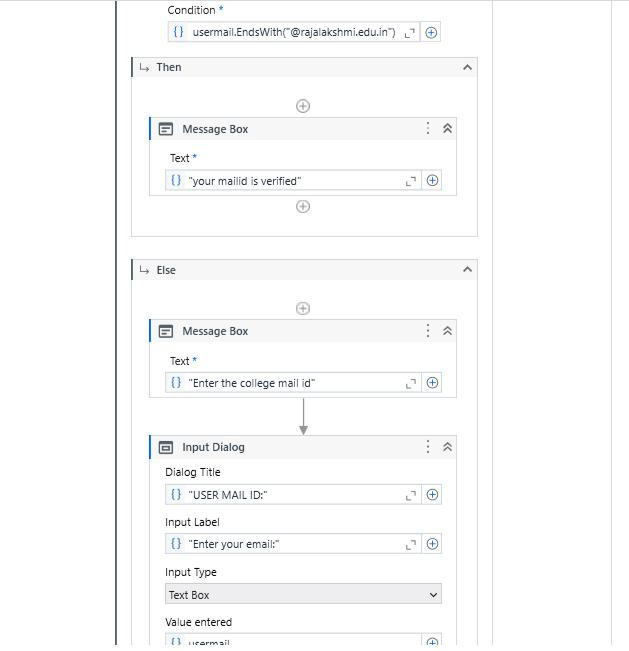 Condition *
{} usermail.EndsWith("@rajalakshmi.edu.in")
Then
Message Box
Text *
{} "your mailid is verified"
Else
Message Box
Text *
{} "Enter the college mail id"
Input Dialog
Dialog Title
{} "USER MAIL ID:"
Input Label
{} "Enter your email:"
Input Type
Text Box
Value entered
{} usermail